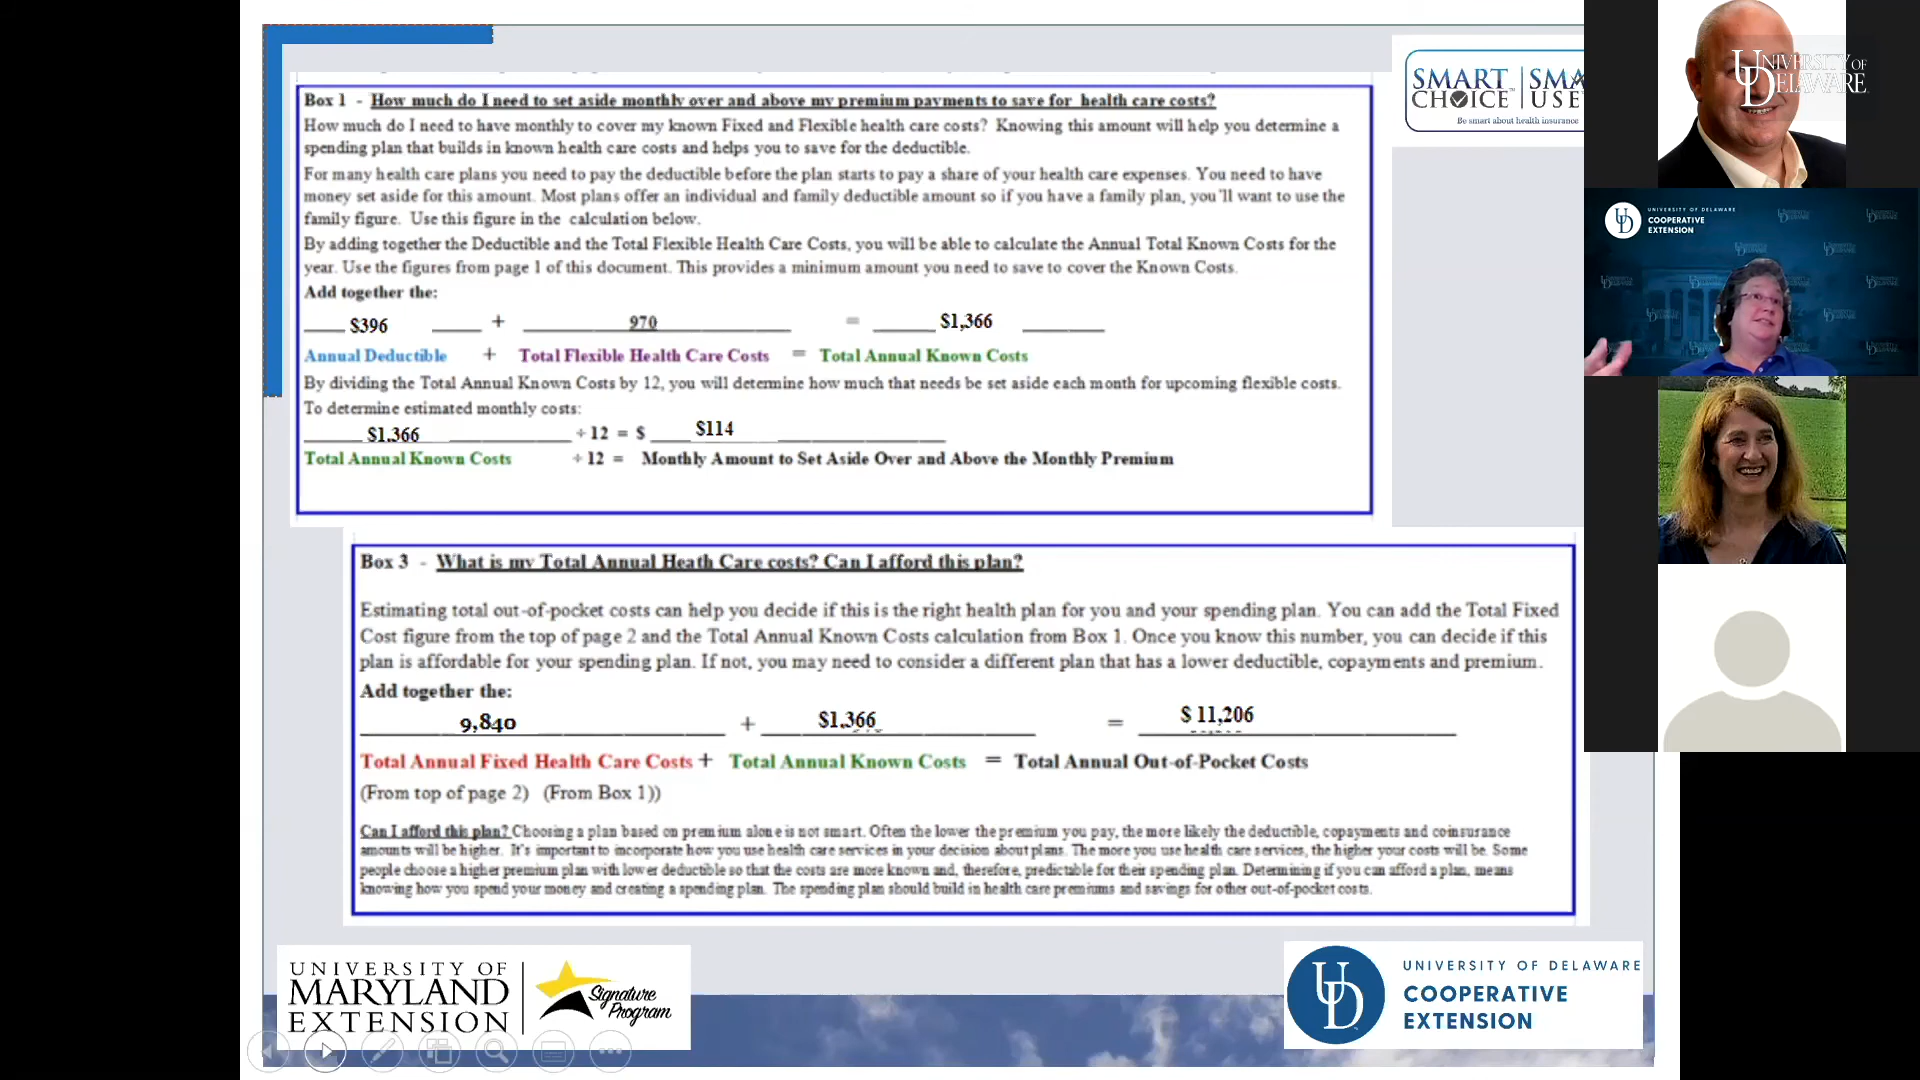 Box 1 - How much do I need to set aside monthly over and above my premium payments to save for health care costs?
How much do I need to have monthly to cover my known Fixed and Flexible health care costs? Knowing this amount will help you determine a
spending plan that builds in known health care costs and helps you to save for the deductible.
For many health care plans you need to pay the deductible before the plan starts to pay a share of your health care expenses. You need to have
money set aside for this amount. Most plans offer an individual and family deductible amount so if you have a family plan, you'll want to use the
family figure. Use this figure in the calculation below.
By adding together the Deductible and the Total Flexible Health Care Costs, you will be able to calculate the Annual Total Known Costs for the
year. Use the figures from page 1 of this document. This provides a minimum amount you need to save to cover the Known Costs.
Add together the:
$396 + 970 = $1,366
Annual Deductible + Total Flexible Health Care Costs = Total Annual Known Costs
By dividing the Total Annual Known Costs by 12, you will determine how much that needs be set aside each month for upcoming flexible costs.
To determine estimated monthly costs:
$1,366 ÷ 12 = $ $114
Total Annual Known Costs ÷ 12 = Monthly Amount to Set Aside Over and Above the Monthly Premium
Box 3 - What is my Total Annual Heath Care costs? Can I afford this plan?
Estimating total out-of-pocket costs can help you decide if this is the right health plan for you and your spending plan. You can add the Total Fixed
Cost figure from the top of page 2 and the Total Annual Known Costs calculation from Box 1. Once you know this number, you can decide if this
plan is affordable for your spending plan. If not, you may need to consider a different plan that has a lower deductible, copayments and premium.
Add together the:
9,840 + $1,366 = $ 11,206
Total Annual Fixed Health Care Costs + Total Annual Known Costs = Total Annual Out-of-Pocket Costs
(From top of page 2) (From Box 1))
Can I afford this plan? Choosing a plan based on premium alone is not smart. Often the lower the premium you pay, the more likely the deductible, copayments and coinsurance
amounts will be higher. It's important to incorporate how you use health care services in your decision about plans. The more you use health care services, the higher your costs will be. Some
people choose a higher premium plan with lower deductible so that the costs are more known and, therefore, predictable for their spending plan. Determining if you can afford a plan, means
knowing how you spend your money and creating a spending plan. The spending plan should build in health care premiums and savings for other out-of-pocket costs.
SMART | SMA
CHOICE | USE
Be smart about health insurance
UNIVERSITY OF
DELAWARE
UD
UNIVERSITY OF DELAWARE
COOPERATIVE
EXTENSION
UNIVERSITY OF
MARYLAND
EXTENSION
Signature
Program
UD
UNIVERSITY OF DELAWARE
COOPERATIVE
EXTENSION